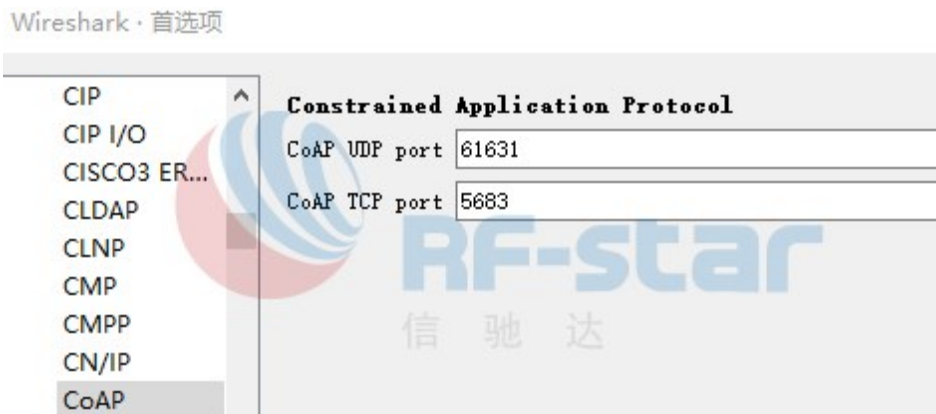 Wireshark · 首选项
CIP
CIP I/O
CISCO3 ER...
CLDAP
CLNP
CMP
CMPP
CN/IP
CoAP
Constrained Application Protocol
CoAP UDP port 61631
CoAP TCP port 5683
RF-star
信驰达